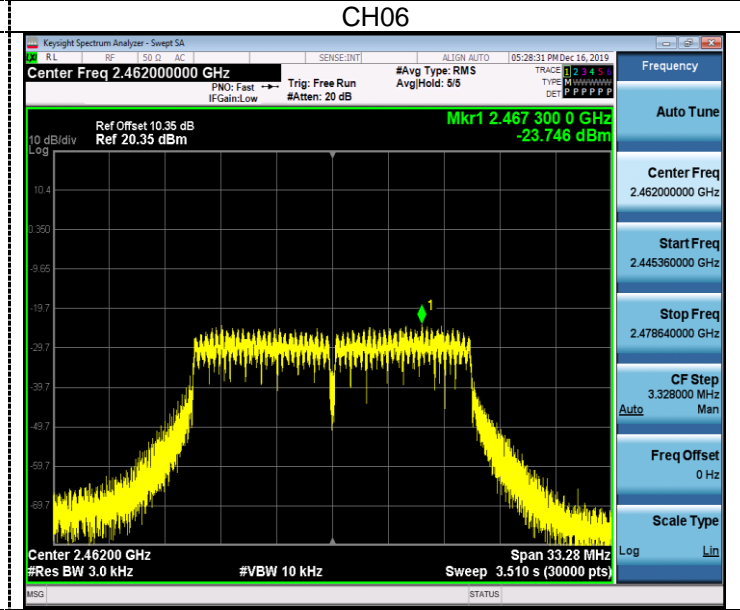 CH06
Keysight Spectrum Analyzer - Swept SA
RL RF 50 Ω AC SENSE:INT ALIGN AUTO 05:28:31 PM Dec 16, 2019
Center Freq 2.462000000 GHz
PNO: Fast
IFGain:Low
Trig: Free Run
#Atten: 20 dB
#Avg Type: RMS
Avg|Hold: 5/5
TRACE 1 2 3 4 5 6
TYPE M W W W W W
DET P P P P P P
Frequency
Mkr1 2.467 300 0 GHz
-23.746 dBm
Ref Offset 10.35 dB
10 dB/div Ref 20.35 dBm
Log
10.4
0.350
-9.65
-19.7
-29.7
-39.7
-49.7
-59.7
-69.7
1
Center 2.46200 GHz Span 33.28 MHz
#Res BW 3.0 kHz #VBW 10 kHz Sweep 3.510 s (30000 pts)
MSG STATUS
Auto Tune
Center Freq
2.462000000 GHz
Start Freq
2.445360000 GHz
Stop Freq
2.478640000 GHz
CF Step
3.328000 MHz
Auto Man
Freq Offset
0 Hz
Scale Type
Log Lin